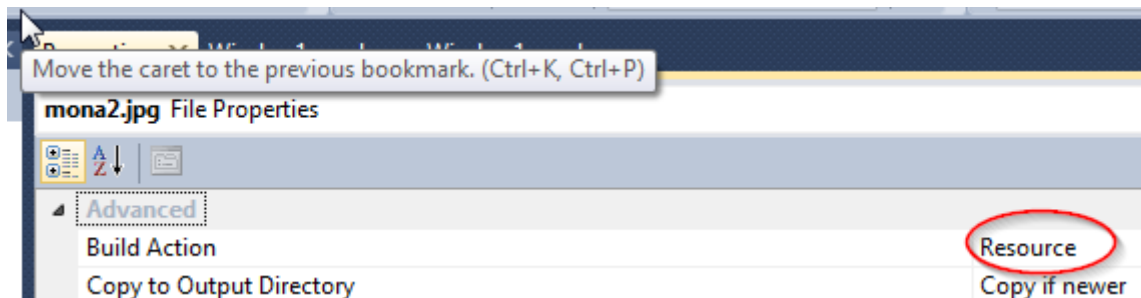 Move the caret to the previous bookmark. (Ctrl+K, Ctrl+P)
mona2.jpg File Properties
Advanced
Build Action Resource
Copy to Output Directory Copy if newer